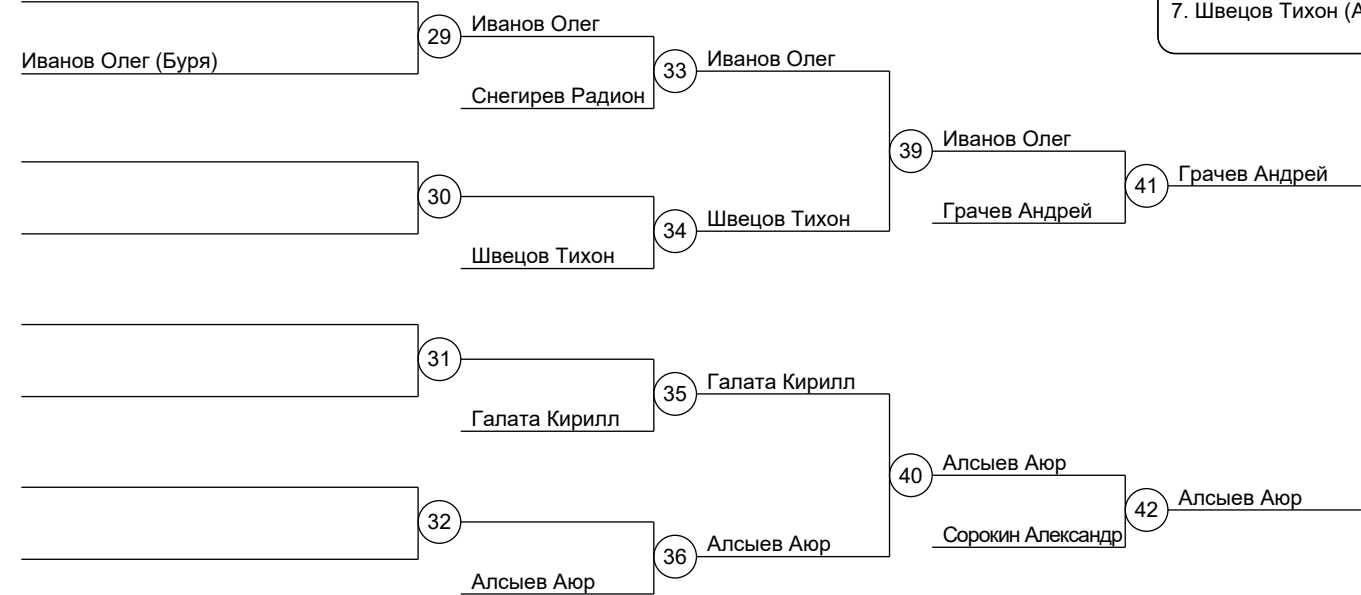 7. Швецов Тихон (А
Иванов Олег
29
Иванов Олег (Буря)
Иванов Олег
33
Снегирев Радион
Иванов Олег
39
Грачев Андрей
41
Грачев Андрей
30
Швецов Тихон
34
Швецов Тихон
31
Галата Кирилл
35
Галата Кирилл
Алсыев Аюр
40
Алсыев Аюр
42
Сорокин Александр
32
Алсыев Аюр
36
Алсыев Аюр